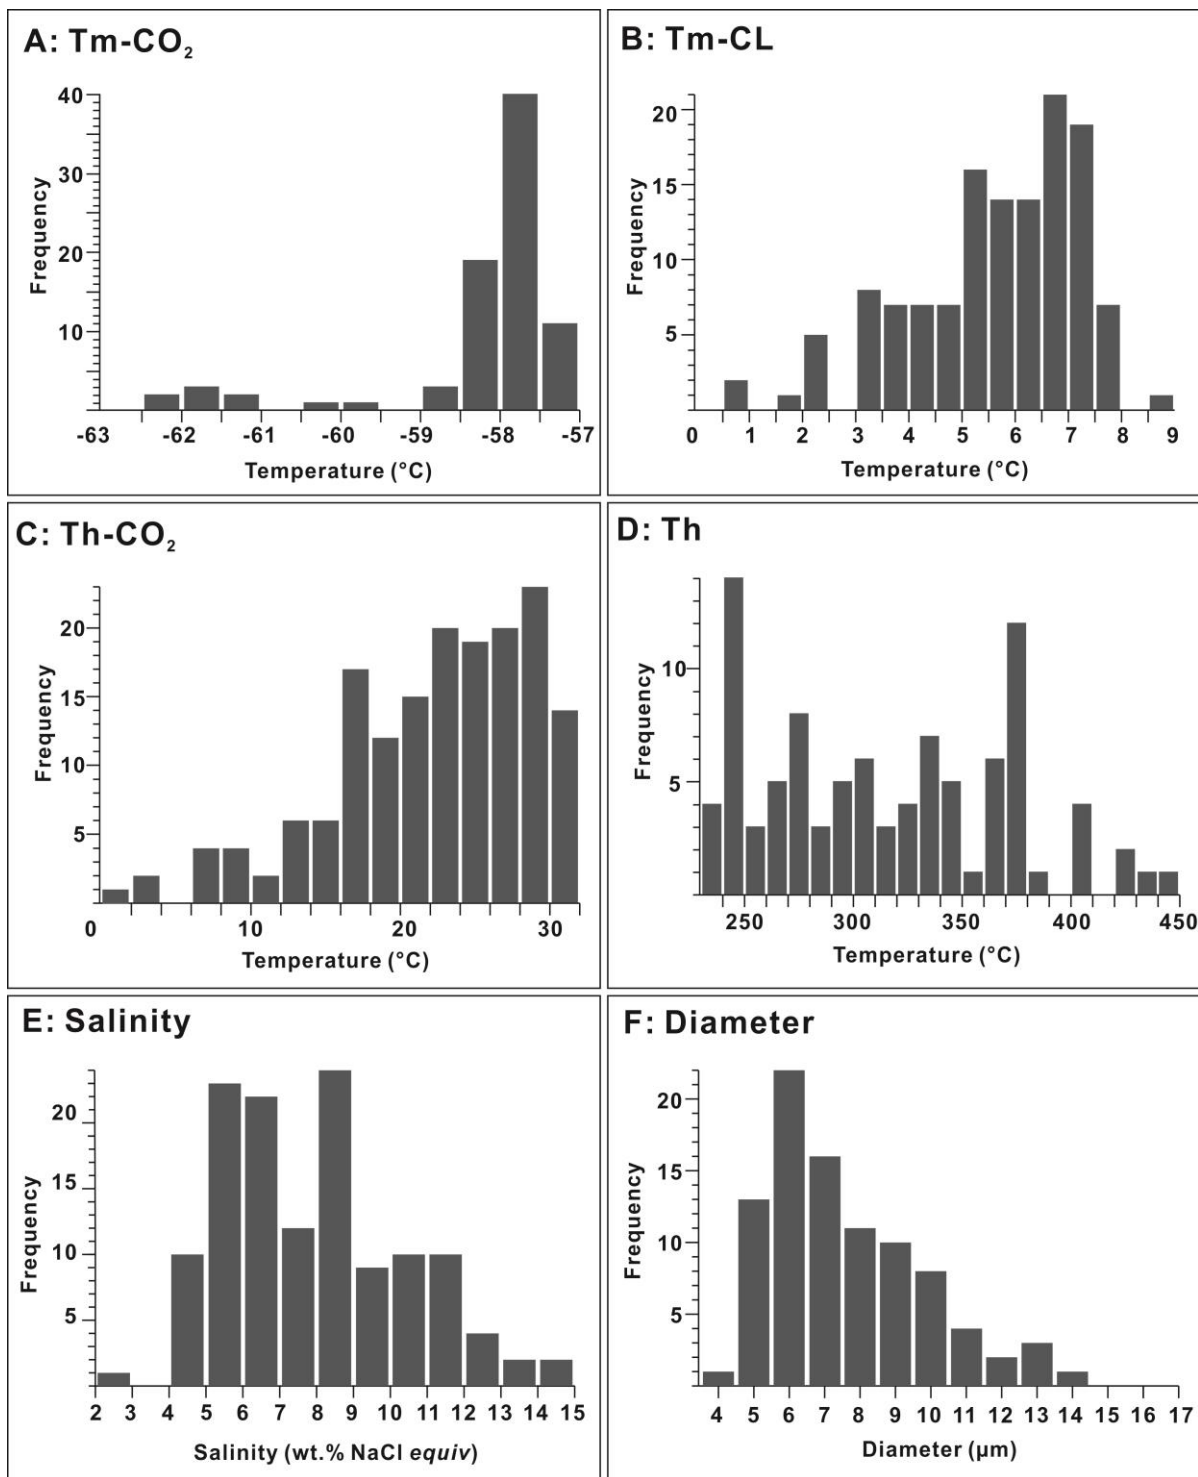 A: Tm-CO₂
40
30
20
10
Frequency
-63 -62 -61 -60 -59 -58 -57
Temperature (°C)
B: Tm-CL
20
15
10
5
Frequency
0 1 2 3 4 5 6 7 8 9
Temperature (°C)
C: Th-CO₂
20
15
10
5
Frequency
0 10 20 30
Temperature (°C)
D: Th
10
5
Frequency
250 300 350 400 450
Temperature (°C)
E: Salinity
20
15
10
5
Frequency
2 3 4 5 6 7 8 9 10 11 12 13 14 15
Salinity (wt.% NaCl equiv)
F: Diameter
20
15
10
5
Frequency
4 5 6 7 8 9 10 11 12 13 14 15 16 17
Diameter (µm)